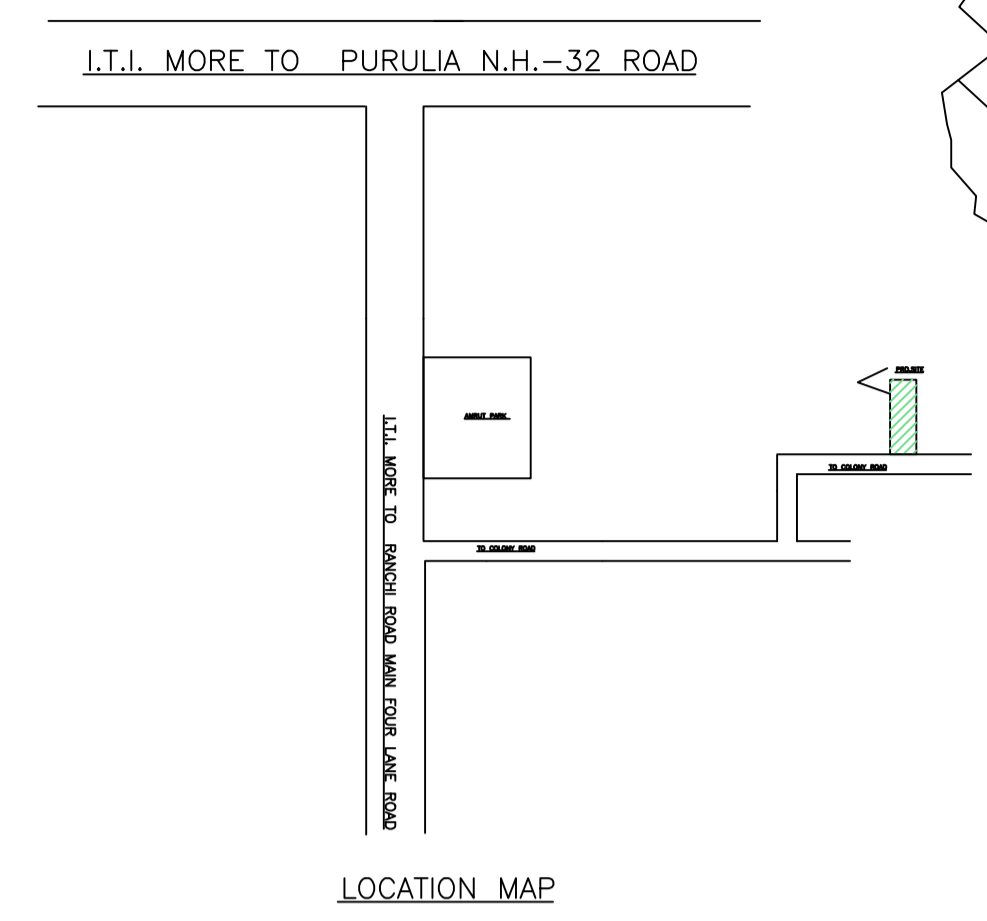 I.T.I. MORE TO PURULIA N.H.-32 ROAD
PRO.SITE
AMRUT PARK
TO COLONY ROAD
TO COLONY ROAD
I.T.I. MORE TO RANCHI ROAD MAIN FOUR LANE ROAD
LOCATION MAP